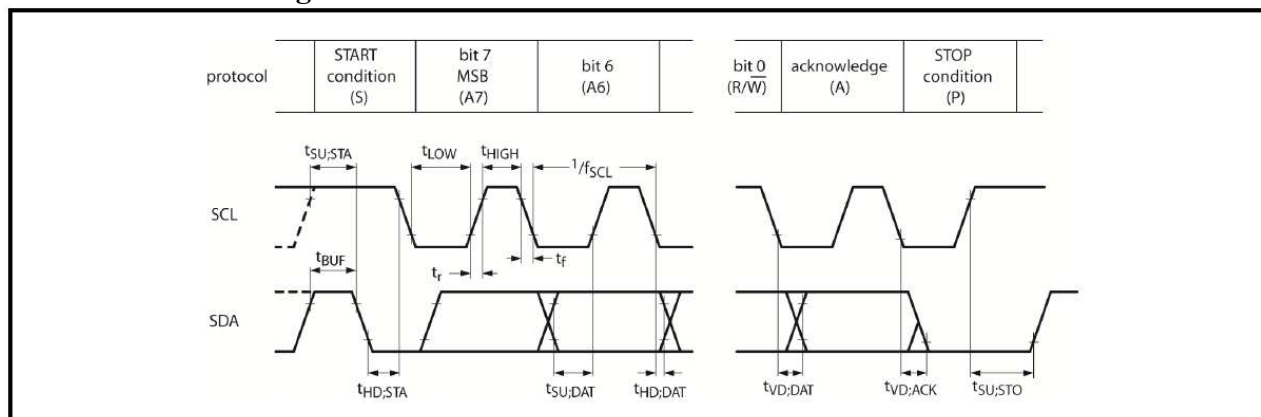 protocol
START
condition
(S)
bit 7
MSB
(A7)
bit 6
(A6)
bit 0
(R/W)
acknowledge
(A)
STOP
condition
(P)
tSU;STA
tLOW
tHIGH
1/fSCL
SCL
tBUF
tr
tf
SDA
tHD;STA
tSU;DAT
tHD;DAT
tVD;DAT
tVD;ACK
tSU;STO